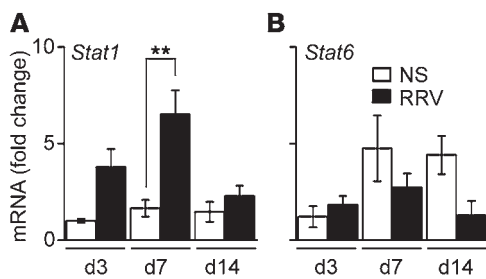 A
B
mRNA (fold change)
10
5
0
Stat1
**
d3
d7
d14
Stat6
NS
RRV
d3
d7
d14